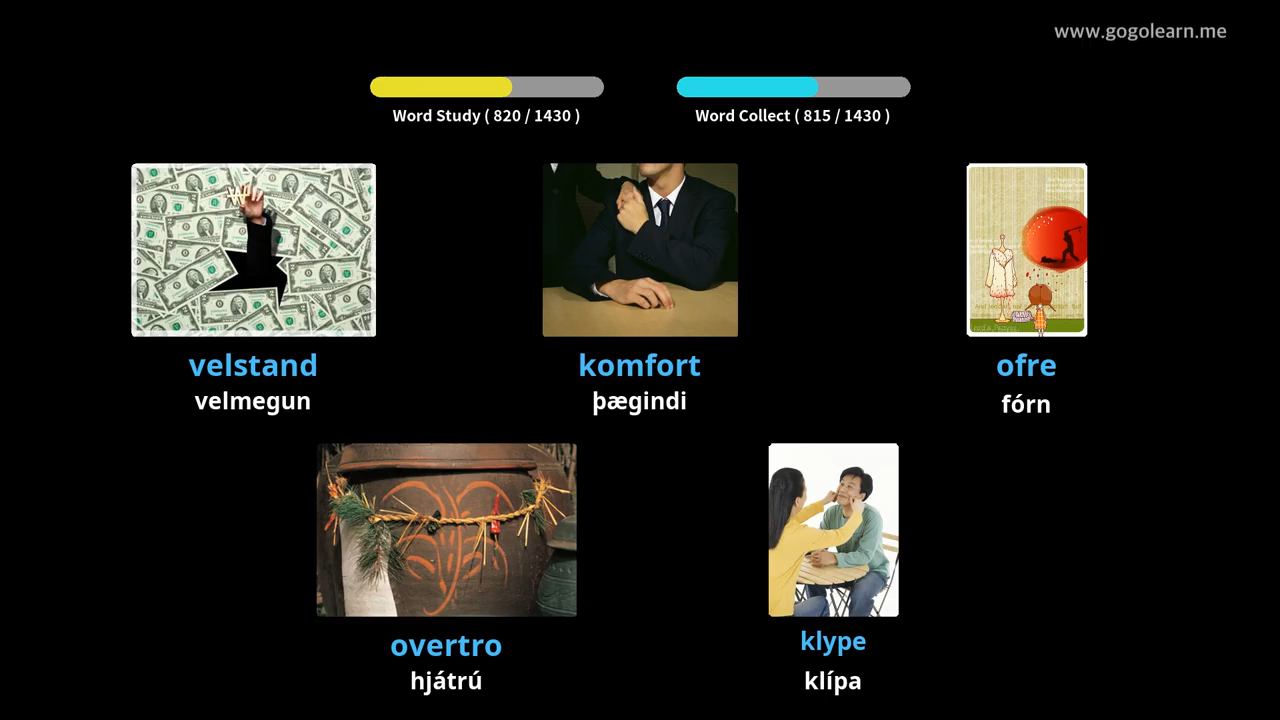 www.gogolearn.me
Word Study ( 820 / 1430 )
Word Collect ( 815 / 1430 )
velstand
velmegun
komfort
þægindi
ofre
fórn
overtro
hjátrú
klype
klípa